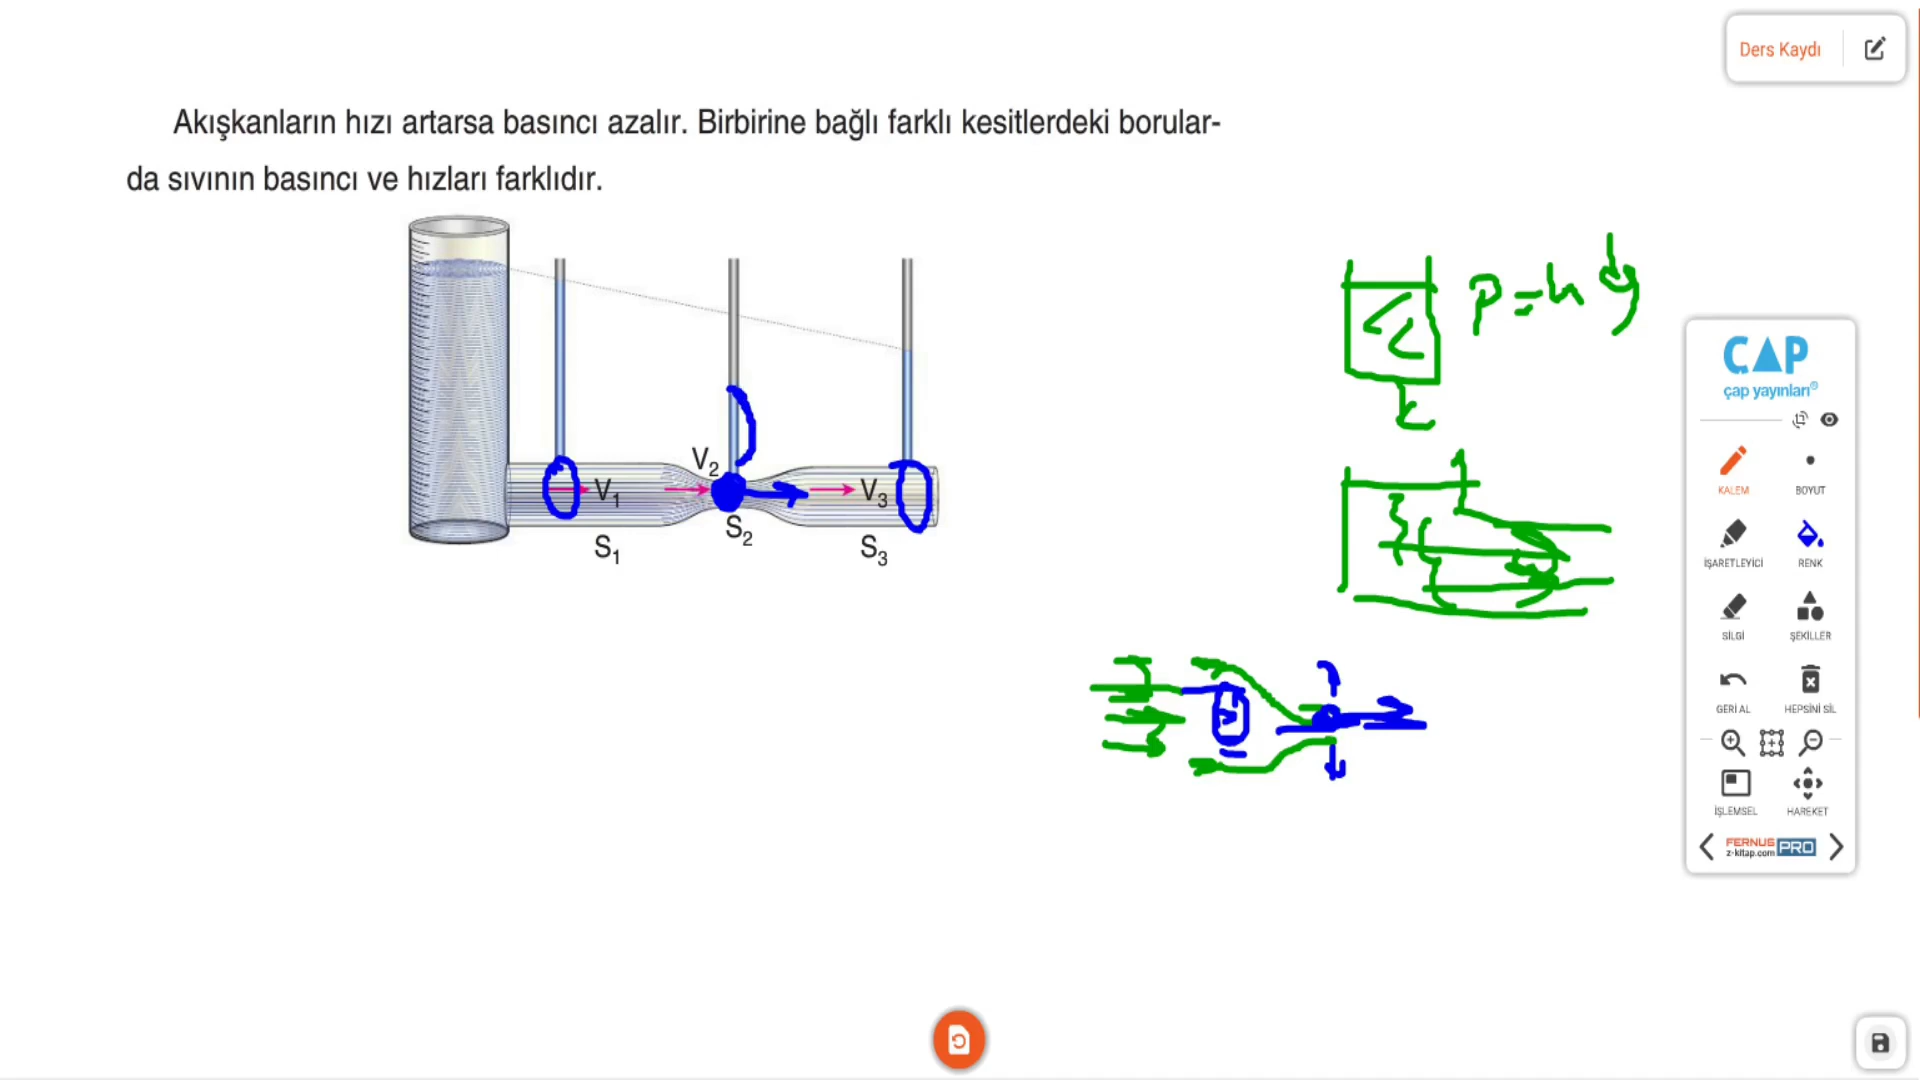 Ders Kaydı
Akışkanların hızı artarsa basıncı azalır. Birbirine bağlı farklı kesitlerdeki borular-
da sıvının basıncı ve hızları farklıdır.
V₂
V₁
V₃
S₂
S₁
S₃
P = h
ÇAP
çap yayınları®
KALEM
BOYUT
İŞARETLEYİCİ
RENK
SİLGİ
ŞEKİLLER
GERİ AL
HEPSİNİ SİL
İŞLEMSEL
HAREKET
FERNUS
z-kitap.com PRO